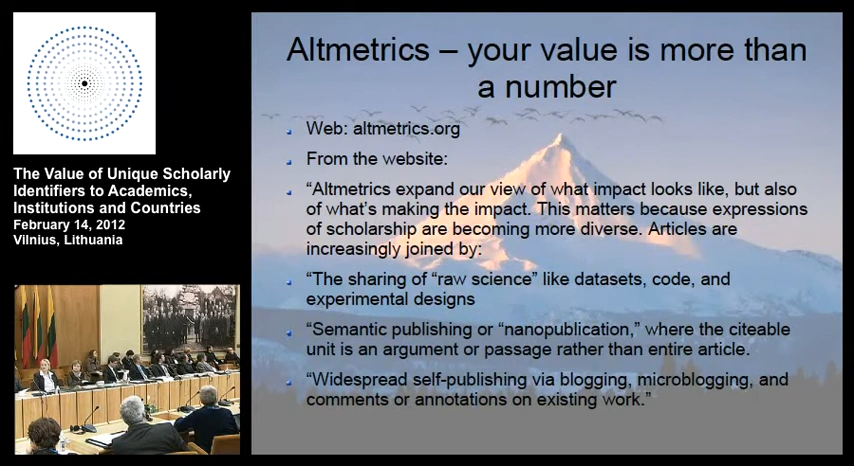 The Value of Unique Scholarly
Identifiers to Academics,
Institutions and Countries
February 14, 2012
Vilnius, Lithuania
Altmetrics – your value is more than
a number
Web: altmetrics.org
From the website:
“Altmetrics expand our view of what impact looks like, but also
of what’s making the impact. This matters because expressions
of scholarship are becoming more diverse. Articles are
increasingly joined by:
“The sharing of “raw science” like datasets, code, and
experimental designs
“Semantic publishing or “nanopublication,” where the citeable
unit is an argument or passage rather than entire article.
“Widespread self-publishing via blogging, microblogging, and
comments or annotations on existing work.”